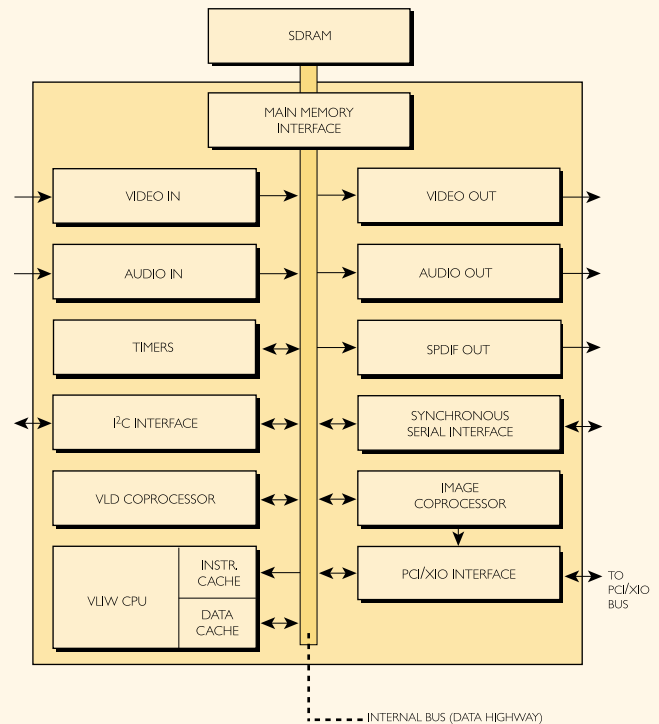 SDRAM
MAIN MEMORY
INTERFACE
VIDEO IN
VIDEO OUT
AUDIO IN
AUDIO OUT
TIMERS
SPDIF OUT
I²C INTERFACE
SYNCHRONOUS
SERIAL INTERFACE
VLD COPROCESSOR
IMAGE
COPROCESSOR
VLIW CPU
INSTR.
CACHE
DATA
CACHE
PCI/XIO INTERFACE
TO
PCI/XIO
BUS
INTERNAL BUS (DATA HIGHWAY)